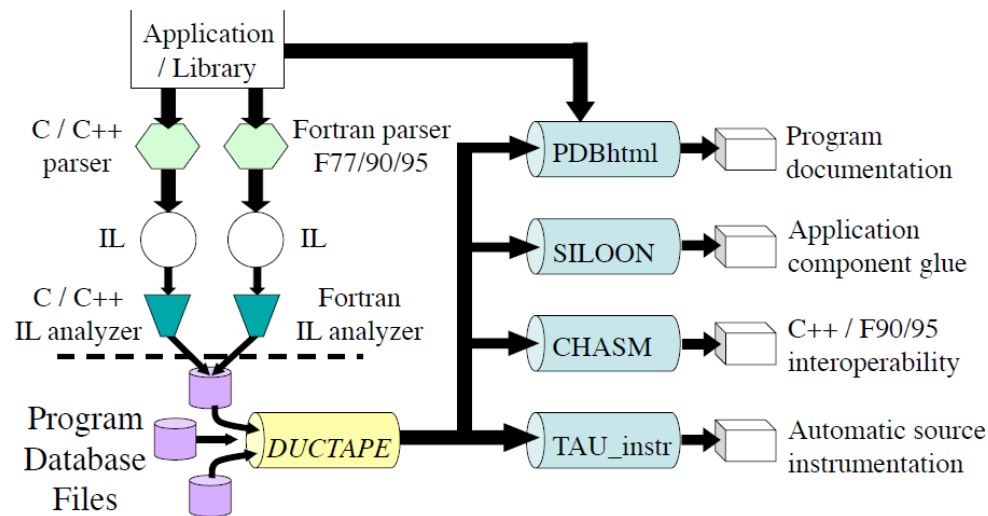 Application
/ Library
C / C++
parser
Fortran parser
F77/90/95
IL
IL
C / C++
IL analyzer
Fortran
IL analyzer
Program
Database
Files
DUCTAPE
PDBhtml
Program
documentation
SILOON
Application
component glue
CHASM
C++ / F90/95
interoperability
TAU_instr
Automatic source
instrumentation